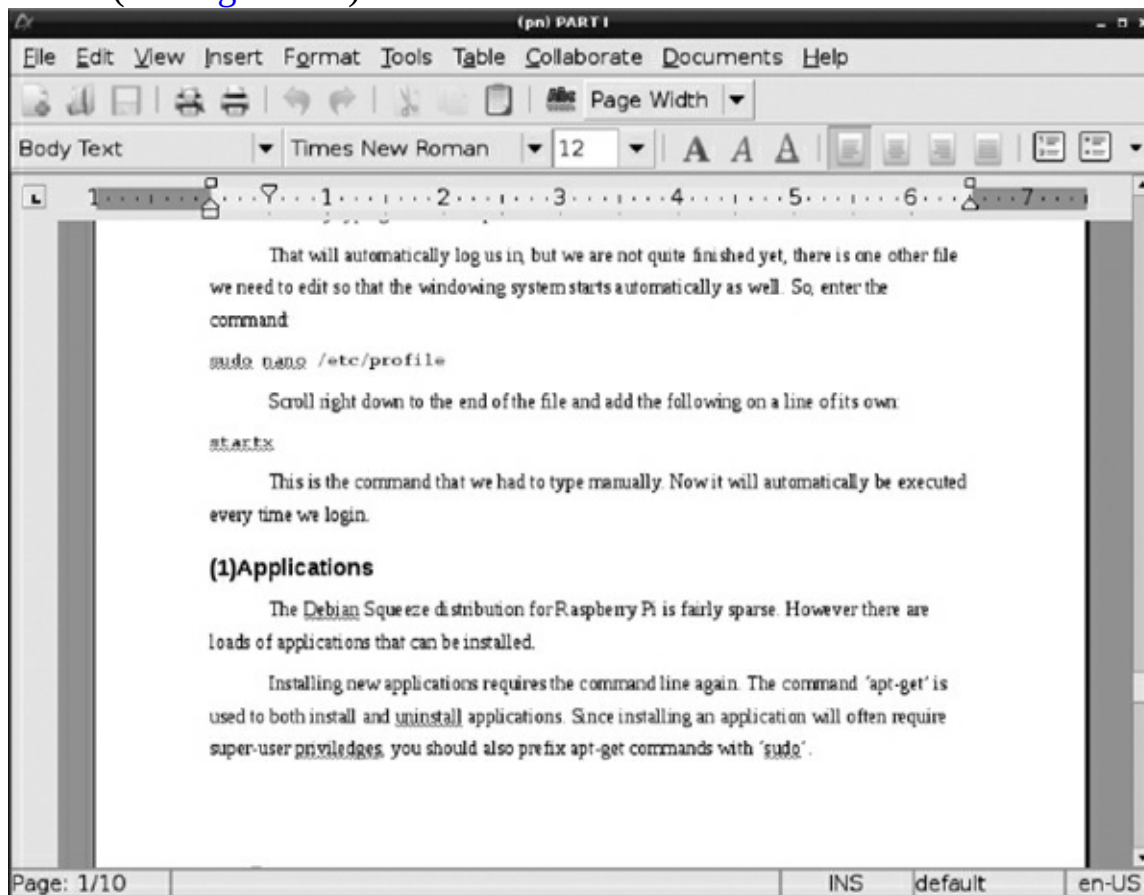 (pn) PART I
File Edit View Insert Format Tools Table Collaborate Documents Help
Page Width
Body Text Times New Roman 12 A A A
1 1 2 3 4 5 6 7
That will automatically log us in, but we are not quite finished yet, there is one other file
we need to edit so that the windowing system starts automatically as well. So, enter the
command:
sudo nano /etc/profile
Scroll right down to the end of the file and add the following on a line of its own:
startx
This is the command that we had to type manually. Now it will automatically be executed
every time we login.
(1)Applications
The Debian Squeeze distribution for Raspberry Pi is fairly sparse. However there are
loads of applications that can be installed.
Installing new applications requires the command line again. The command 'apt-get' is
used to both install and uninstall applications. Since installing an application will often require
super-user priviledges, you should also prefix apt-get commands with 'sudo'.
Page: 1/10 INS default en-US